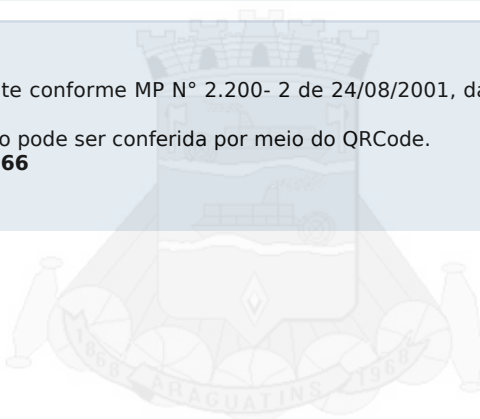 te conforme MP N° 2.200- 2 de 24/08/2001, da
o pode ser conferida por meio do QRCode.
66
1868 ARAGUATINS 1968